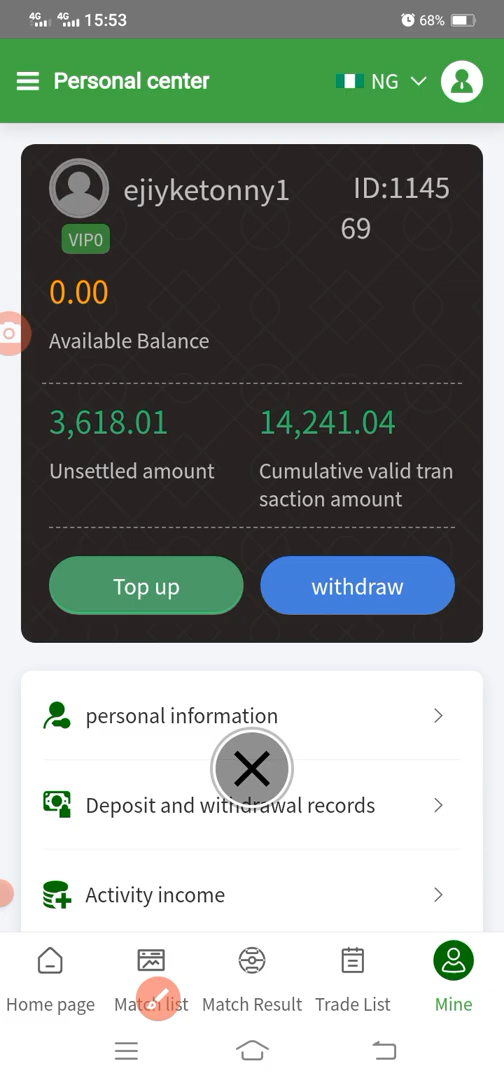 4G 4G 15:53 68%
Personal center NG
ejiyketonny1 ID:1145
69
VIP0
0.00
Available Balance
3,618.01 14,241.04
Unsettled amount Cumulative valid tran
saction amount
Top up withdraw
personal information
Deposit and withdrawal records
Activity income
Home page Match list Match Result Trade List Mine